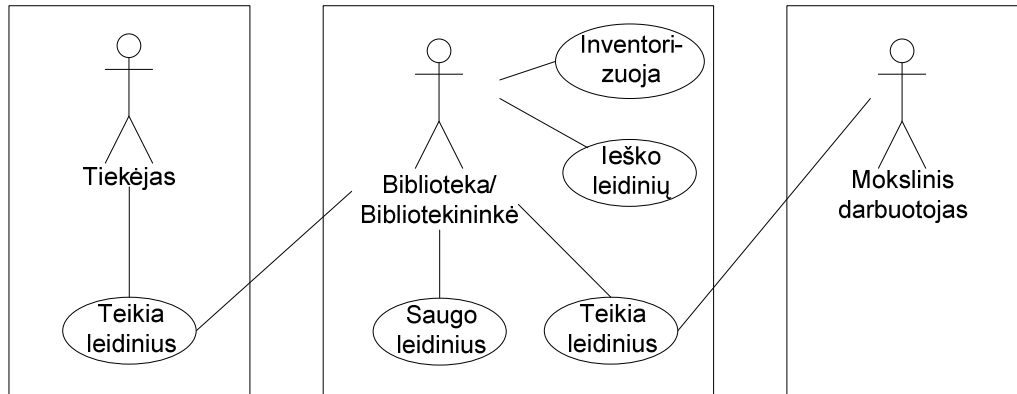 Inventori-
zuoja
Ieško
leidinių
Tiekėjas
Biblioteka/
Bibliotekininkė
Mokslinis
darbuotojas
Teikia
leidinius
Saugo
leidinius
Teikia
leidinius